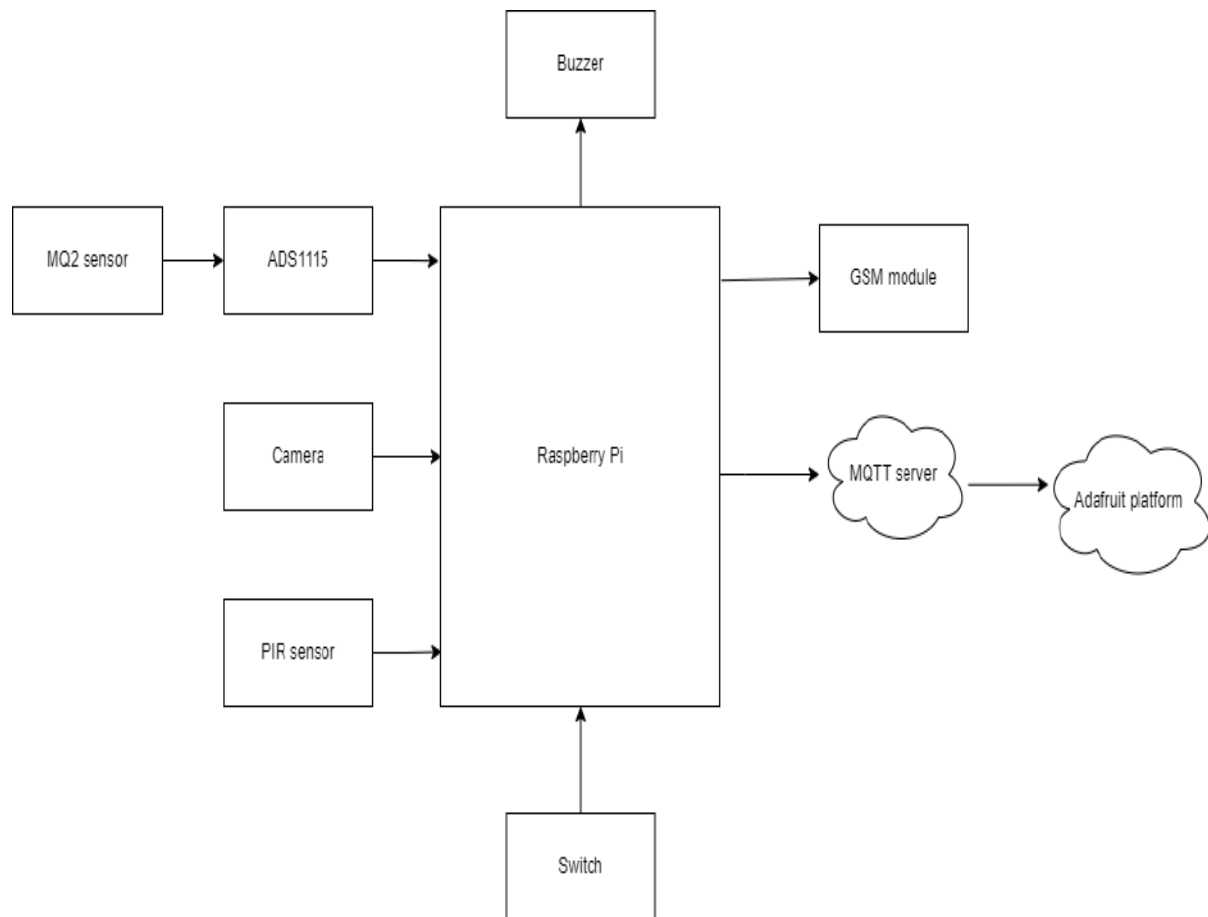 Buzzer
MQ2 sensor
ADS1115
GSM module
Camera
Raspberry Pi
MQTT server
Adafruit platform
PIR sensor
Switch